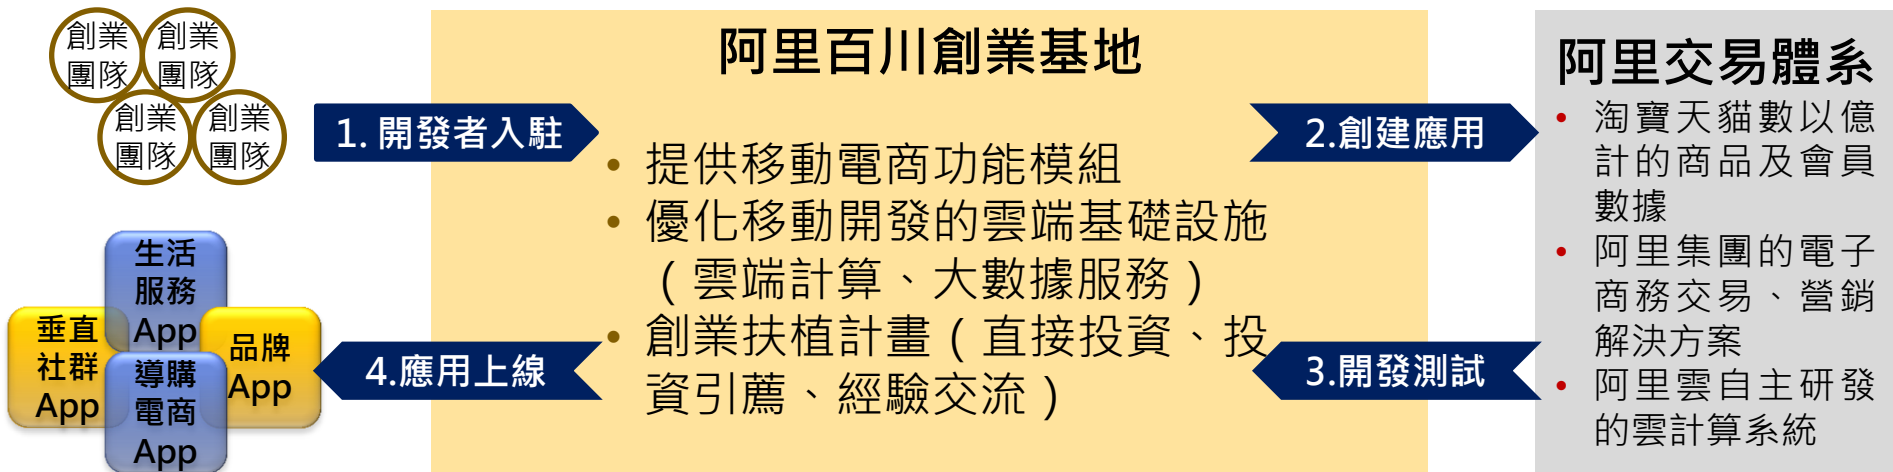 創業
團隊
創業
團隊
創業
團隊
創業
團隊
1. 開發者入駐
阿里百川創業基地
• 提供移動電商功能模組
• 優化移動開發的雲端基礎設施
（雲端計算、大數據服務）
• 創業扶植計畫（直接投資、投
資引薦、經驗交流）
2.創建應用
阿里交易體系
• 淘寶天貓數以億
計的商品及會員
數據
• 阿里集團的電子
商務交易、營銷
解決方案
• 阿里雲自主研發
的雲計算系統
3.開發測試
4.應用上線
生活
服務
App
垂直
社群
App
品牌
App
導購
電商
App